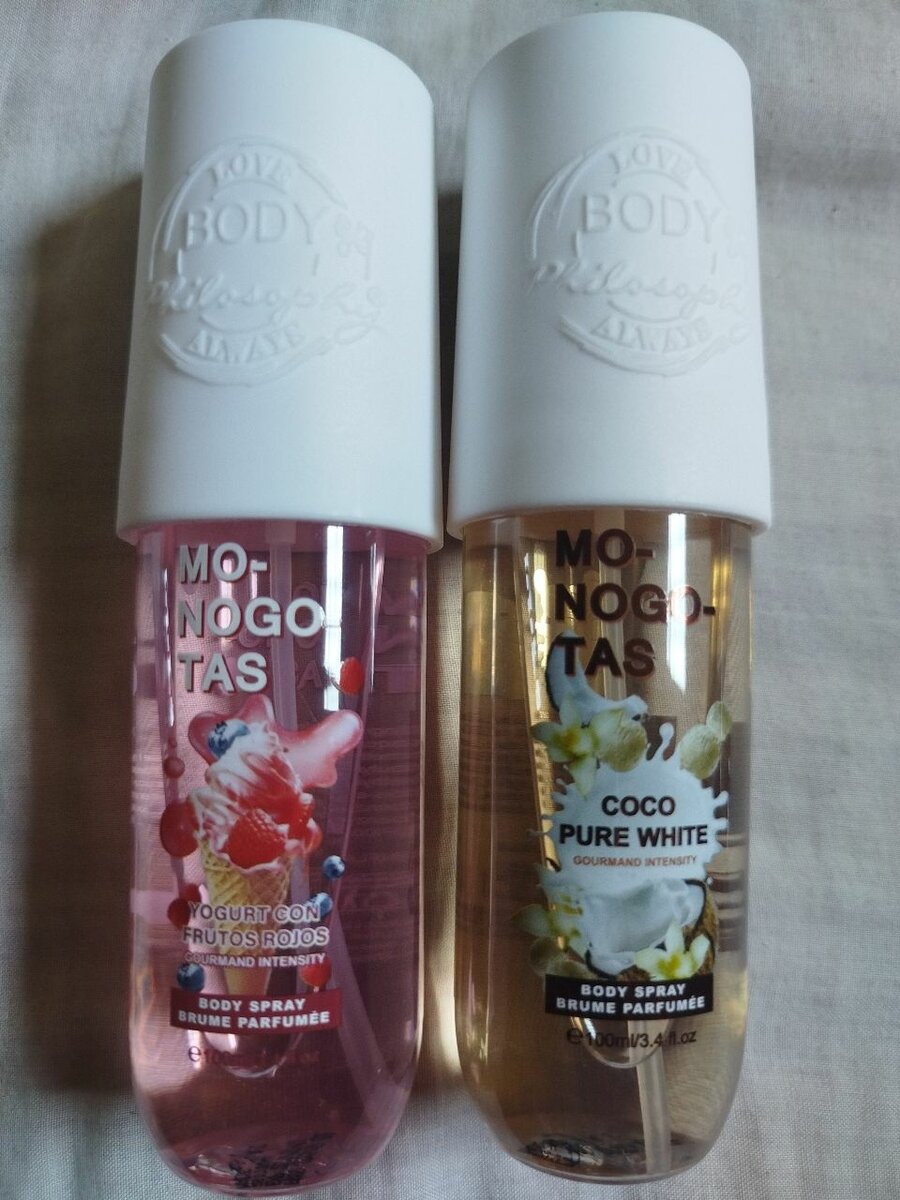 LOVE
BODY
Philosophy
ALWAYS
MO-
NOGO
TAS
YOGURT CON
FRUTOS ROJOS
GOURMAND INTENSITY
BODY SPRAY
BRUME PARFUMÉE
LOVE
BODY
Philosophy
ALWAYS
MO-
NOGO-
TAS
COCO
PURE WHITE
GOURMAND INTENSITY
BODY SPRAY
BRUME PARFUMÉE
e100ml/3.4 fl.oz